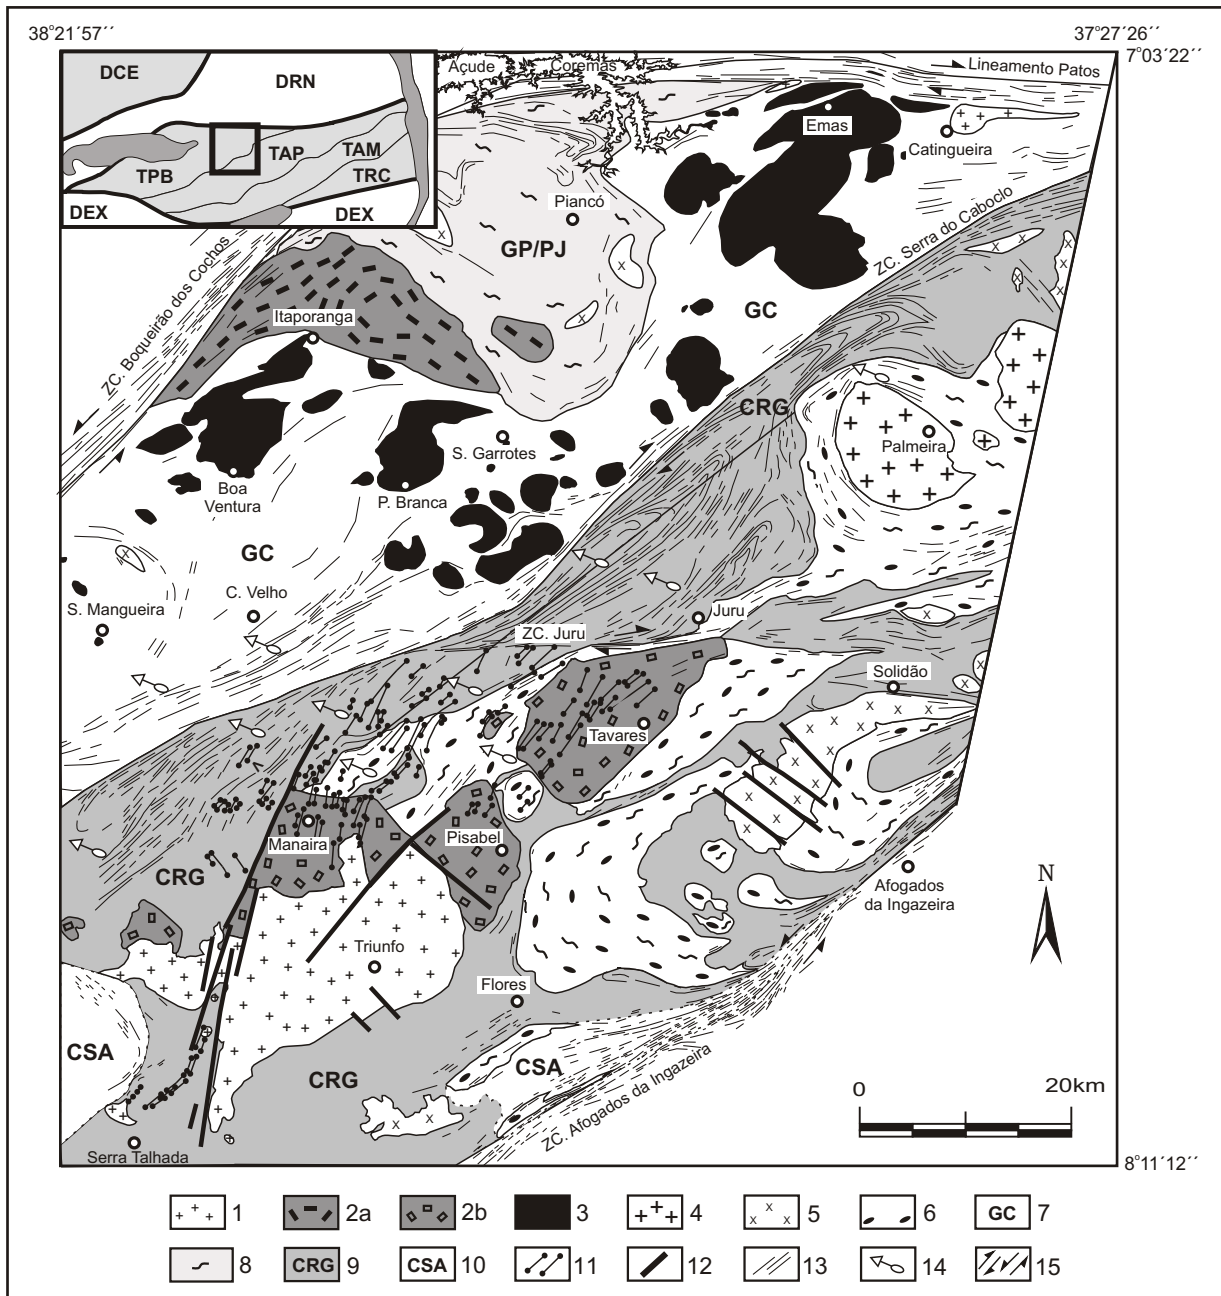 38°21´57´´
37°27´26´´
7°03´22´´
DCE
DRN
TAP
TAM
TPB
TRC
DEX
DEX
Açude
Coremas
Lineamento Patos
Emas
Catingueira
Piancó
GP/PJ
ZC. Serra do Caboclo
ZC. Boqueirão dos Cochos
Itaporanga
GC
CRG
Palmeira
S. Garrotes
Boa
Ventura
P. Branca
GC
C. Velho
S. Mangueira
Juru
ZC. Juru
Solidão
Tavares
Manaira
Pisabel
CRG
Afogados
da Ingazeira
N
Triunfo
Flores
CSA
CSA
CRG
ZC. Afogados da Ingazeira
0
20km
Serra Talhada
8°11´12´´
1
2a
2b
3
4
5
6
GC 7
8
CRG 9
CSA 10
11
12
13
14
15